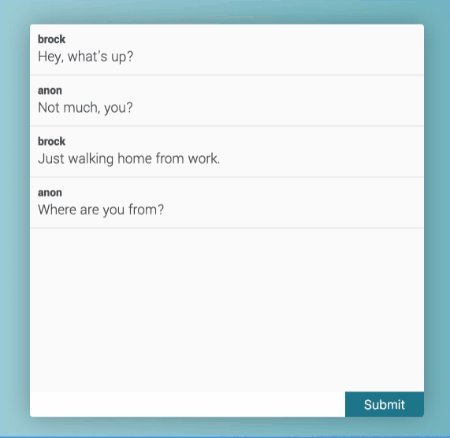 brock
Hey, what's up?
anon
Not much, you?
brock
Just walking home from work.
anon
Where are you from?
Submit